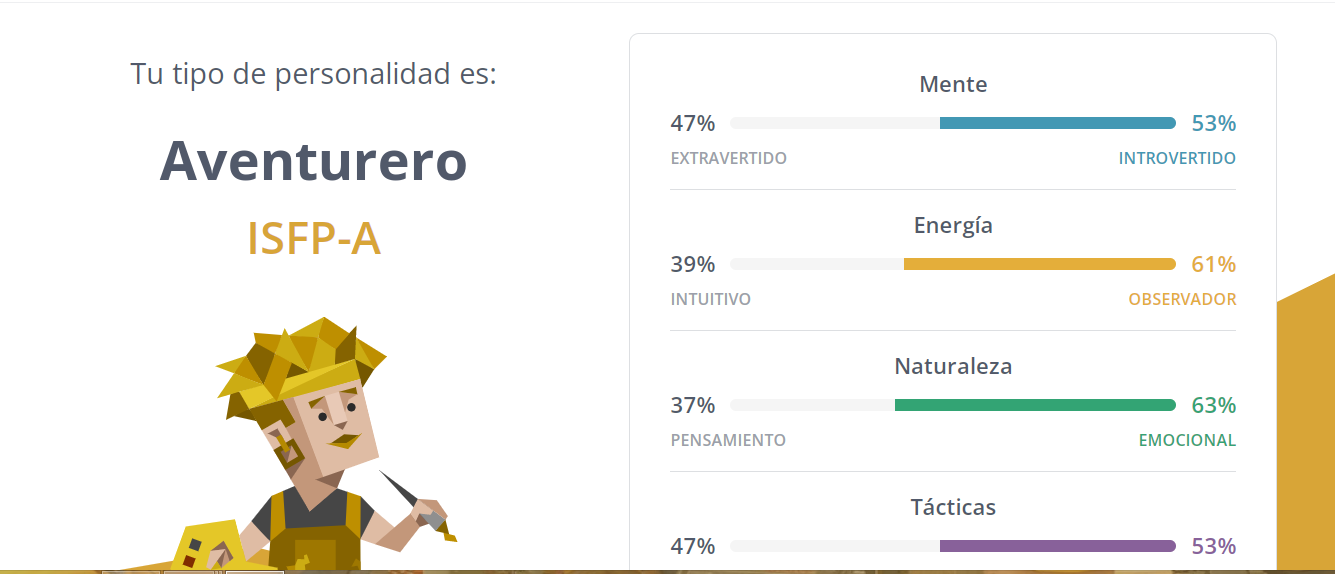 Tu tipo de personalidad es:
Aventurero
ISFP-A
Mente
47% 53%
EXTRAVERTIDO INTROVERTIDO
Energía
39% 61%
INTUITIVO OBSERVADOR
Naturaleza
37% 63%
PENSAMIENTO EMOCIONAL
Tácticas
47% 53%